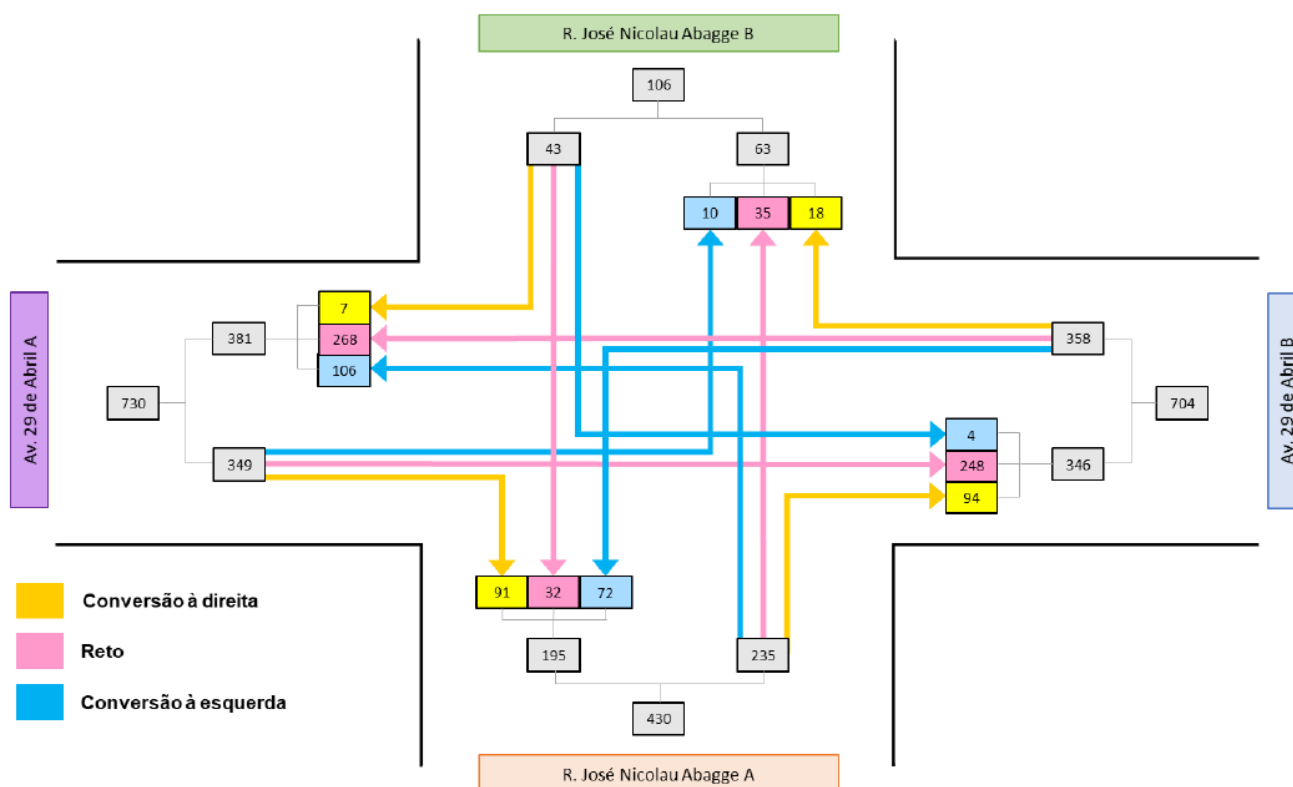 R. José Nicolau Abagge B
106
43
63
10 35 18
Av. 29 de Abril A
7
381
268
106
730
349
358
Av. 29 de Abril B
704
4
248
346
94
91 32 72
195
235
430
Conversão à direita
Reto
Conversão à esquerda
R. José Nicolau Abagge A